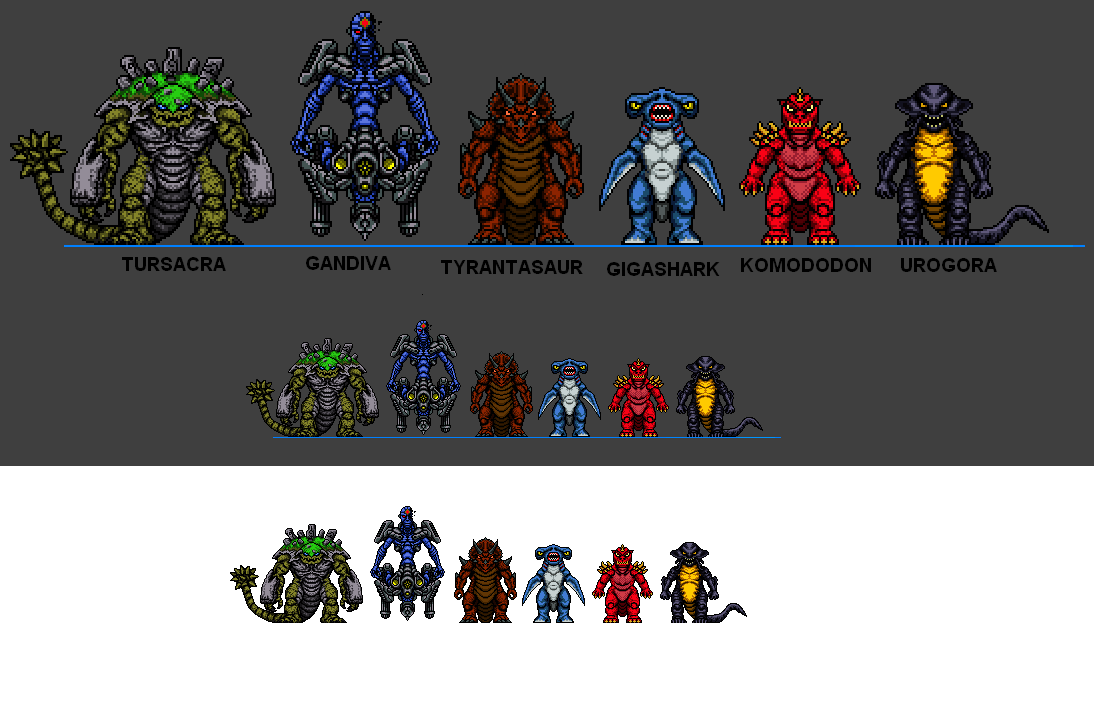 TURSACRA
GANDIVA
TYRANTASAUR
GIGASHARK
KOMODODON
UROGORA